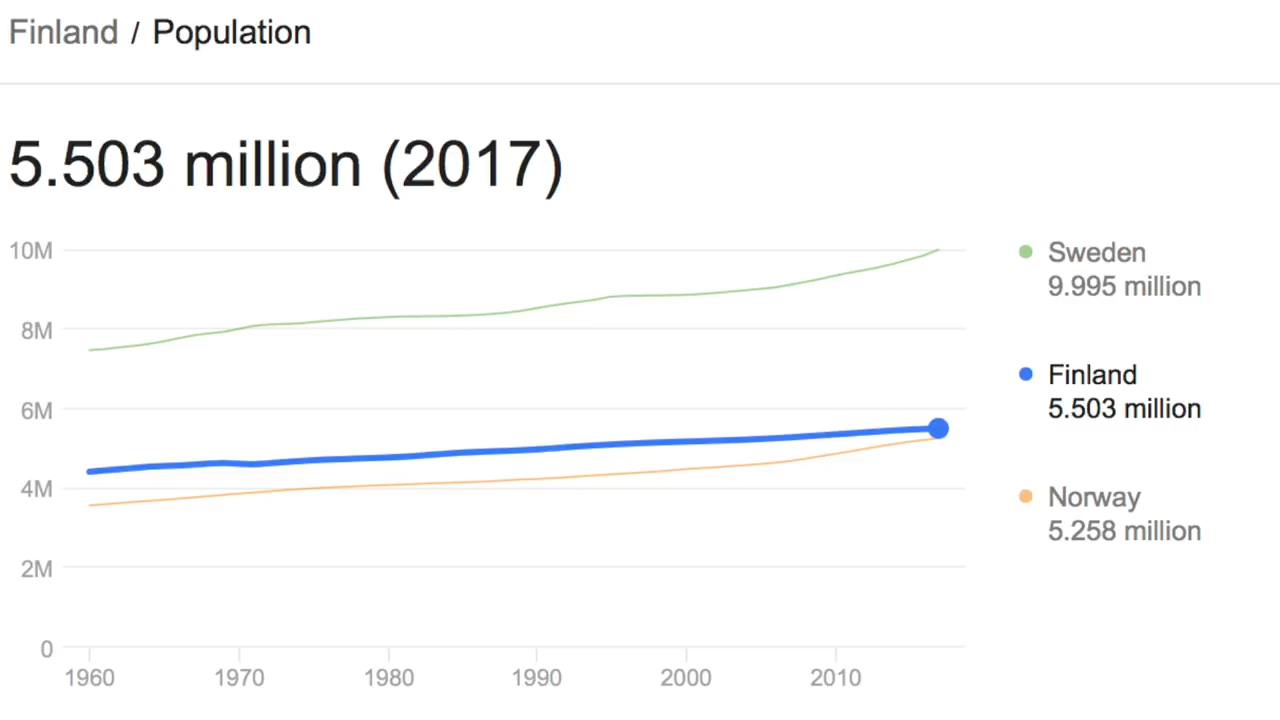 Finland / Population
5.503 million (2017)
10M
8M
6M
4M
2M
0
1960 1970 1980 1990 2000 2010
Sweden
9.995 million
Finland
5.503 million
Norway
5.258 million